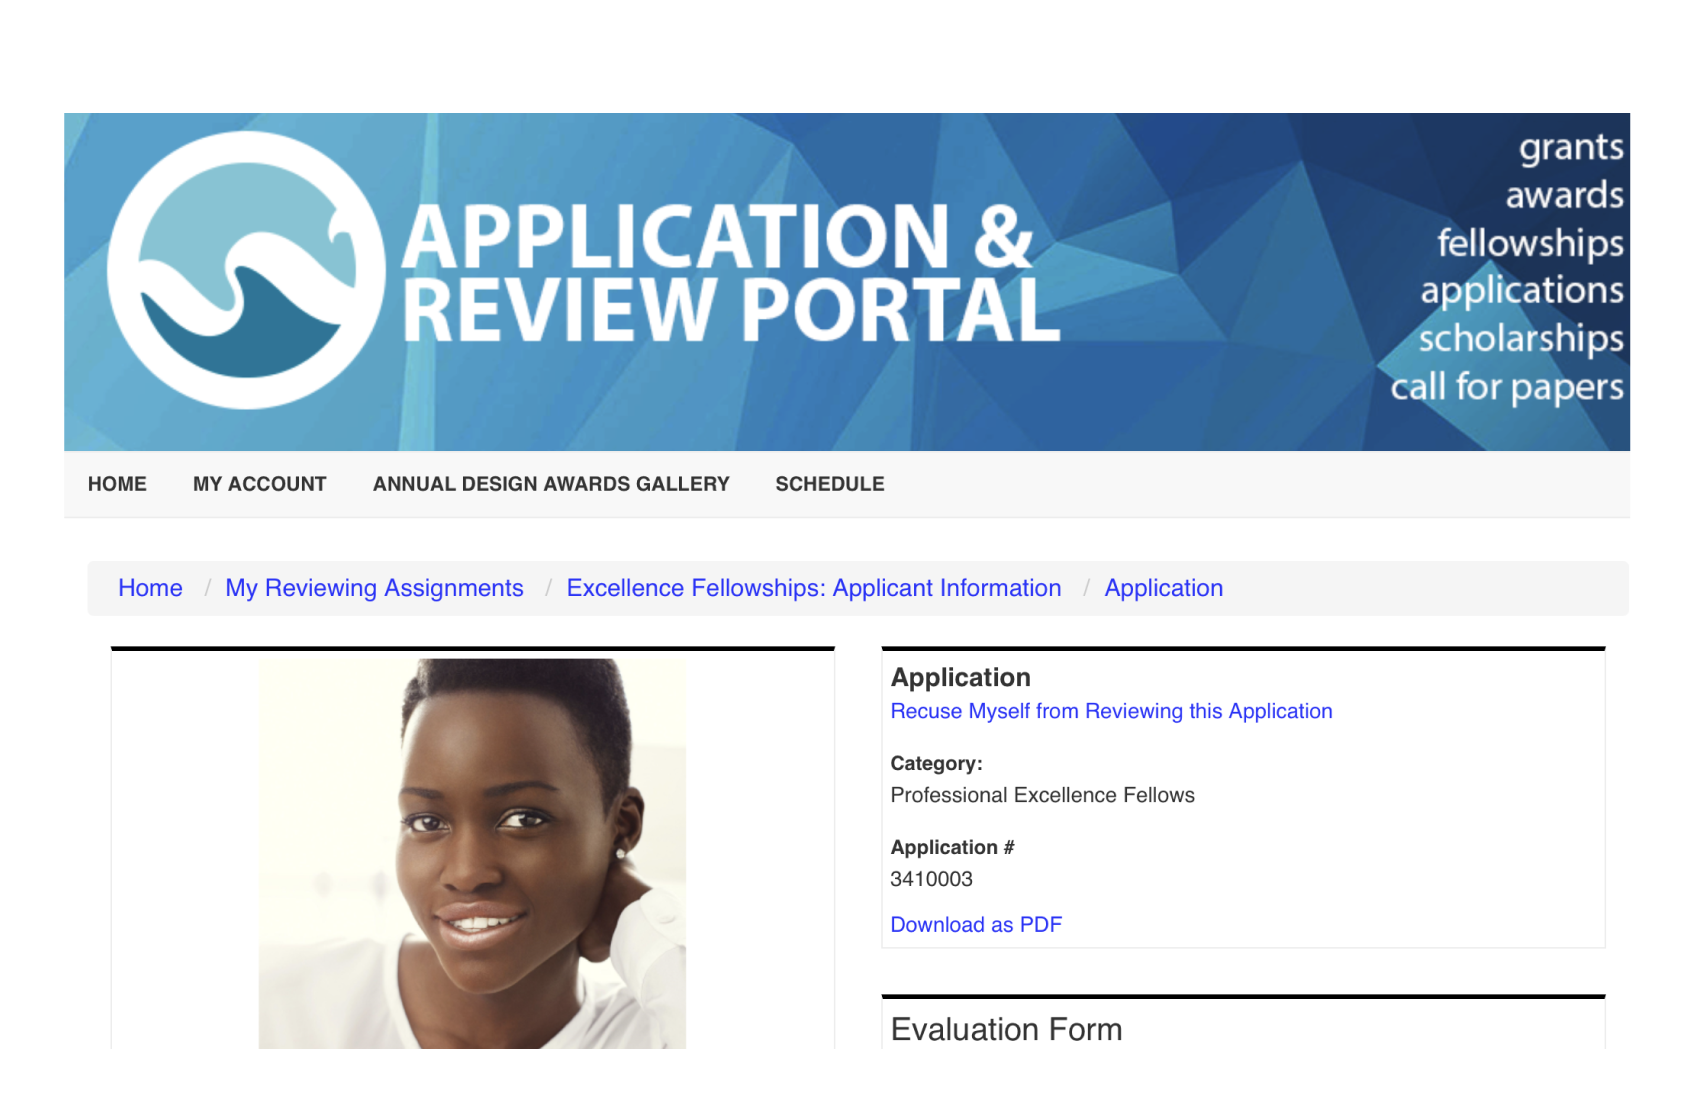 APPLICATION &
REVIEW PORTAL
grants
awards
fellowships
applications
scholarships
call for papers
HOME MY ACCOUNT ANNUAL DESIGN AWARDS GALLERY SCHEDULE
Home / My Reviewing Assignments / Excellence Fellowships: Applicant Information / Application
Application
Recuse Myself from Reviewing this Application
Category:
Professional Excellence Fellows
Application #
3410003
Download as PDF
Evaluation Form